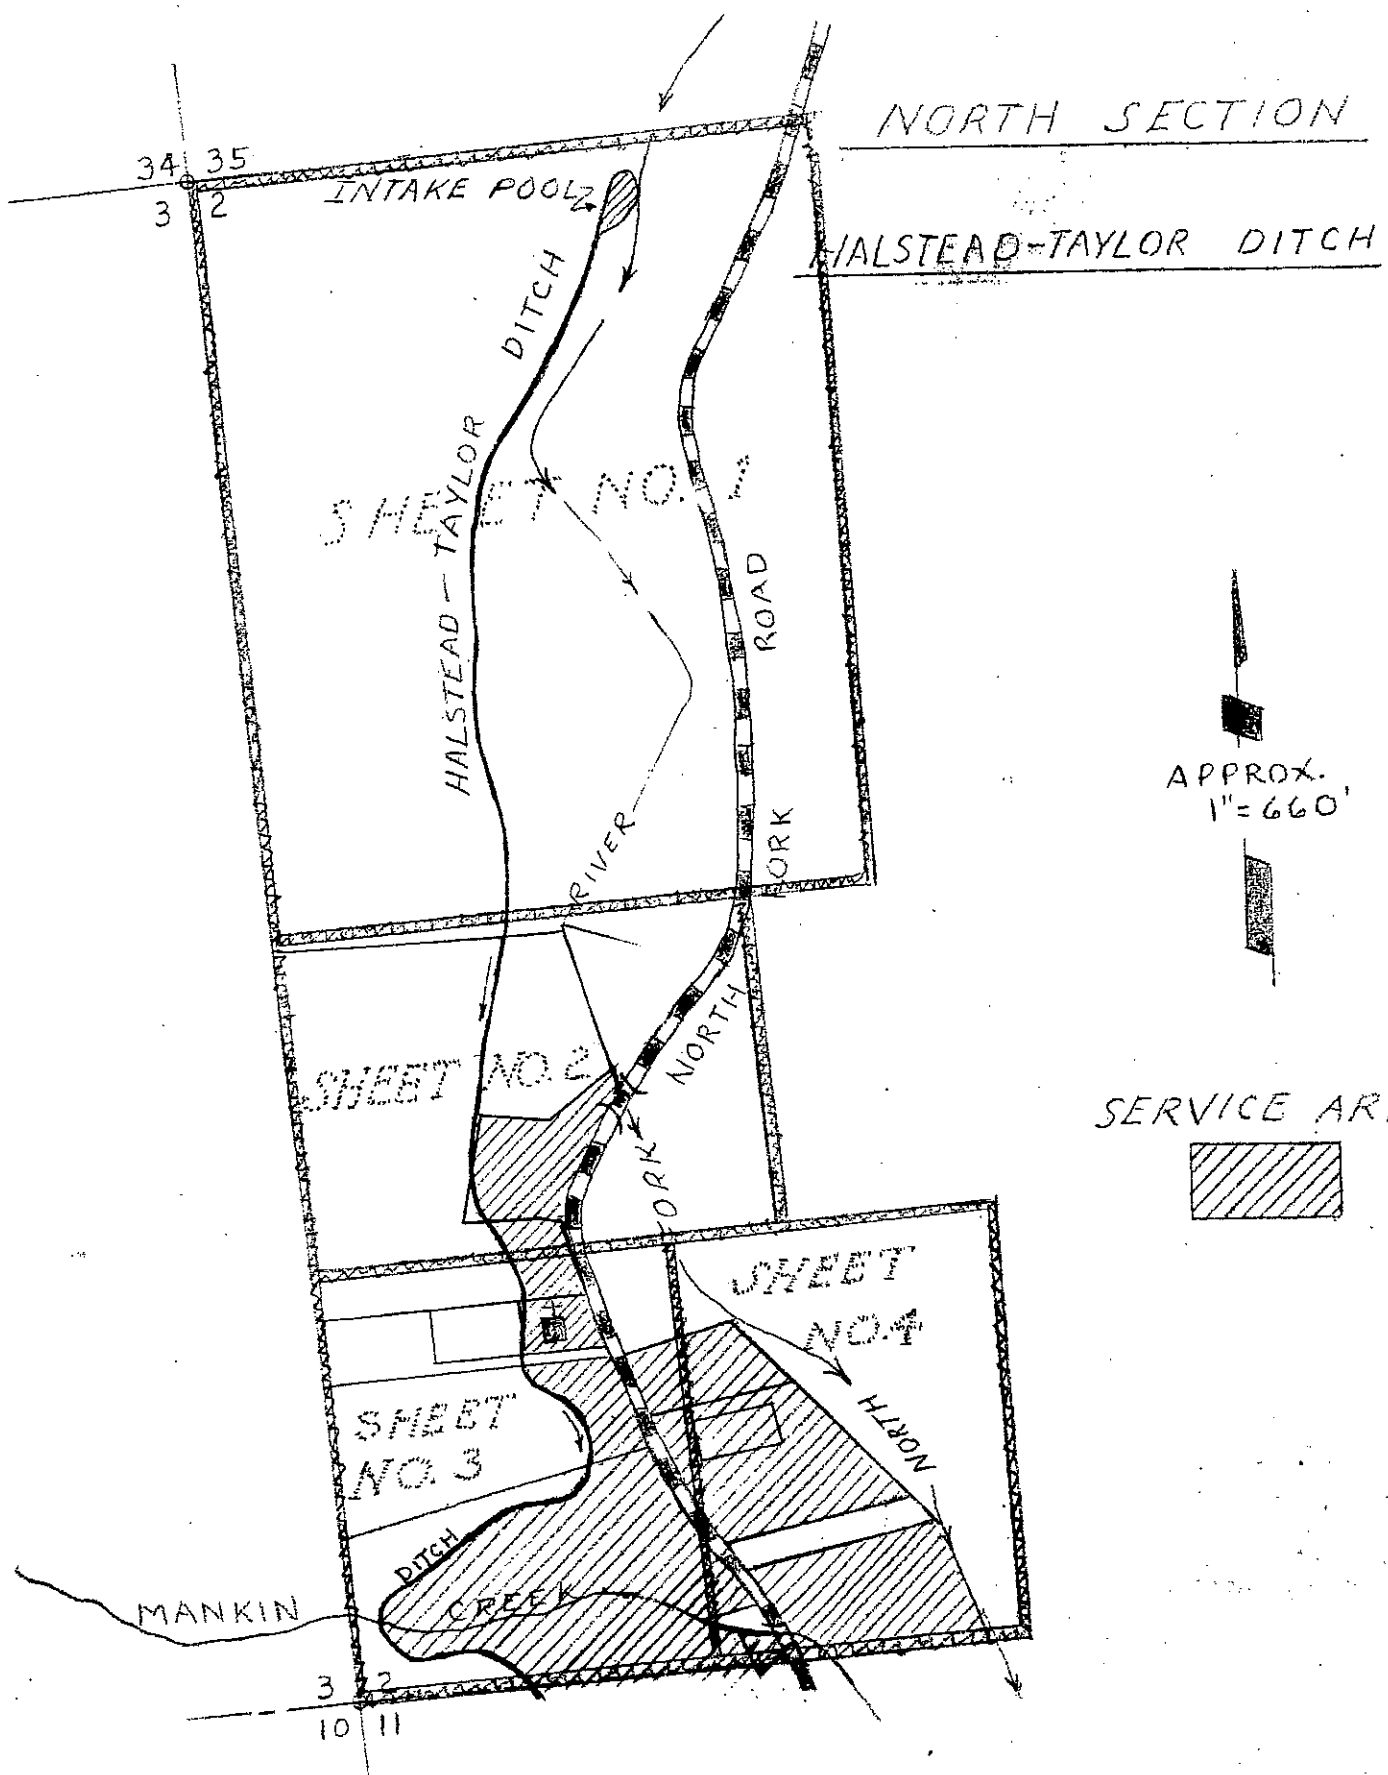 NORTH SECTION
HALSTEAD-TAYLOR DITCH
34 35
3 2
INTAKE POOL
DITCH
HALSTEAD-TAYLOR
SHEET NO. 1
ROAD
FORK
NORTH
RIVER
APPROX.
1"=660'
SHEET NO. 2
SERVICE AR
FORK
SHEET
NO.4
NORTH
SHEET
NO. 3
DITCH
MANKIN CREEK
3 2
10 11